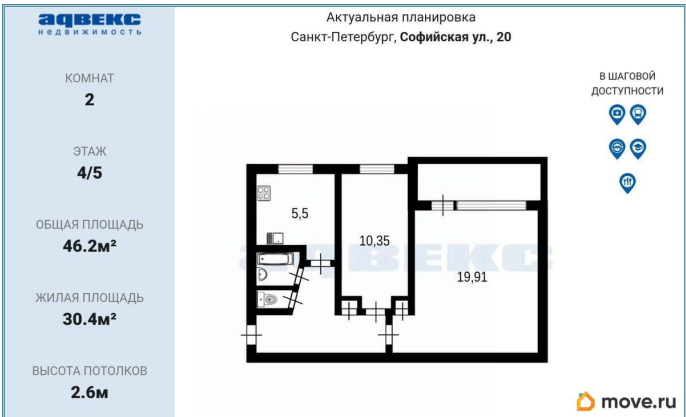 адвекс
НЕДВИЖИМОСТЬ
КОМНАТ
2
ЭТАЖ
4/5
ОБЩАЯ ПЛОЩАДЬ
46.2м²
ЖИЛАЯ ПЛОЩАДЬ
30.4м²
ВЫСОТА ПОТОЛКОВ
2.6м
Актуальная планировка
Санкт-Петербург, Софийская ул., 20
В ШАГОВОЙ
ДОСТУПНОСТИ
5,5
10,35
19,91
адвекс
move.ru